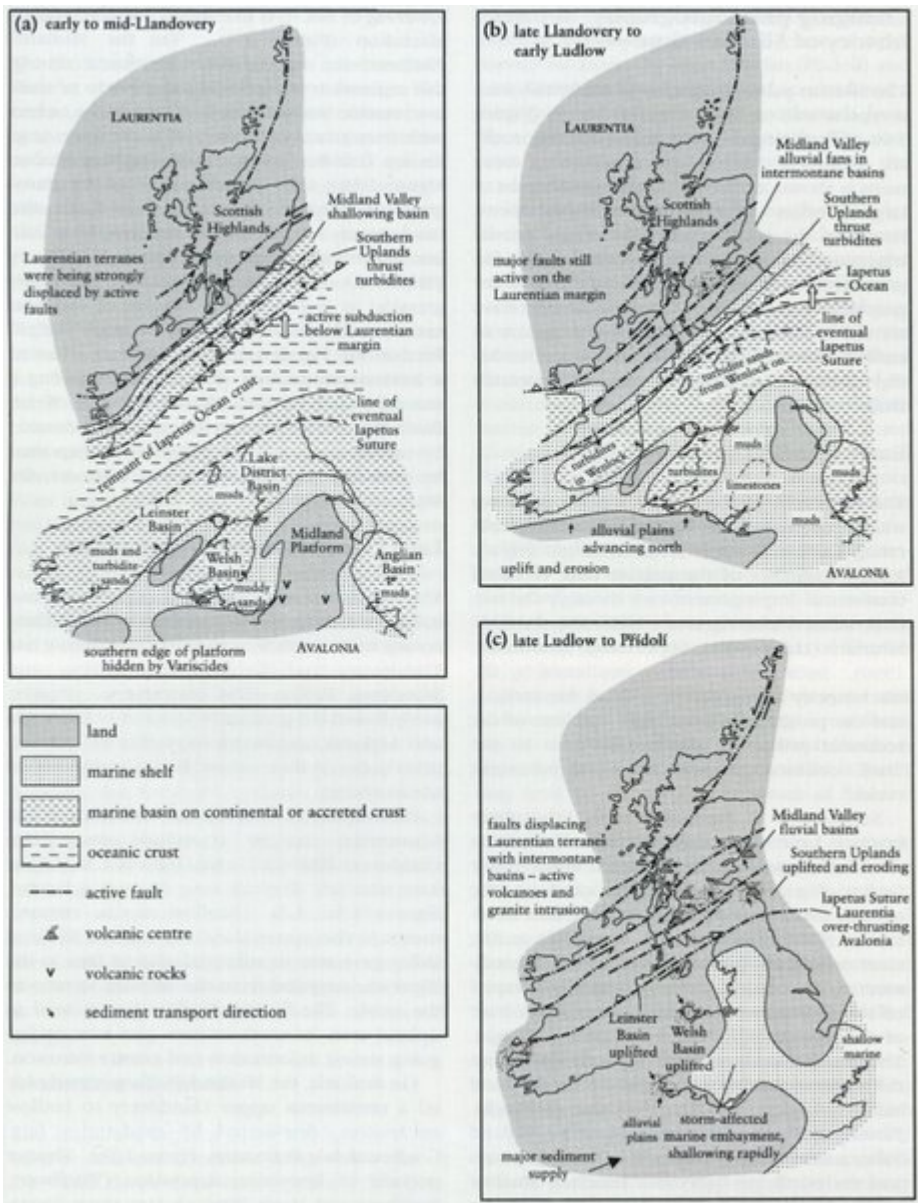 (a) early to mid-Llandovery
LAURENTIA
Scottish
Highlands
Midland Valley
shallowing basin
Southern
Uplands
thrust
turbidites
Laurentian terranes
were being strongly
displaced by active
faults
active subduction
below Laurentian
margin
remnant of Iapetus Ocean crust
line of
eventual
Iapetus
Suture
Lake
District
Basin
muds
Leinster
Basin
muds and
turbidite
sands
Welsh
Basin
muddy
sands
Midland
Platform
Anglian
Basin
muds
AVALONIA
southern edge of platform
hidden by Variscides
land
marine shelf
marine basin on continental or accreted crust
oceanic crust
active fault
volcanic centre
volcanic rocks
sediment transport direction
(b) late Llandovery to
early Ludlow
LAURENTIA
Scottish
Highlands
Midland Valley
alluvial fans in
intermontane basins
Southern
Uplands
thrust
turbidites
major faults still
active on the
Laurentian margin
Iapetus
Ocean
line of
eventual
Iapetus
Suture
turbidite sands
from Wenlock on
turbidites
in Wenlock
turbidites
muds
limestones
muds
muds
alluvial plains
advancing north
uplift and erosion
AVALONIA
(c) late Ludlow to Přídolí
faults displacing
Laurentian terranes
with intermontane
basins – active
volcanoes and
granite intrusion
Midland Valley
fluvial basins
Southern Uplands
uplifted and eroding
Iapetus Suture
Laurentia
over-thrusting
Avalonia
Leinster
Basin
uplifted
Welsh
Basin
uplifted
shallow
marine
alluvial
plains
storm-affected
marine embayment,
shallowing rapidly
major sediment
supply